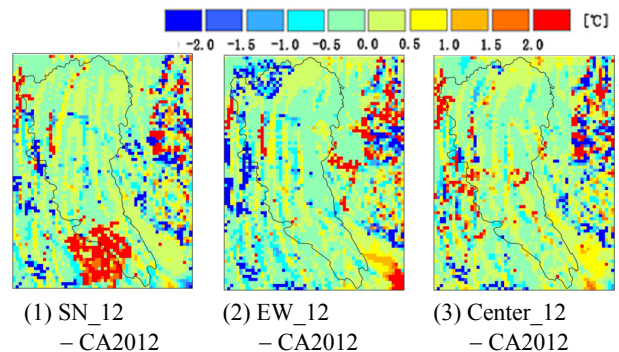 [℃]
-2.0 -1.5 -1.0 -0.5 0.0 0.5 1.0 1.5 2.0
(1) SN_12 (2) EW_12 (3) Center_12
– CA2012 – CA2012 – CA2012